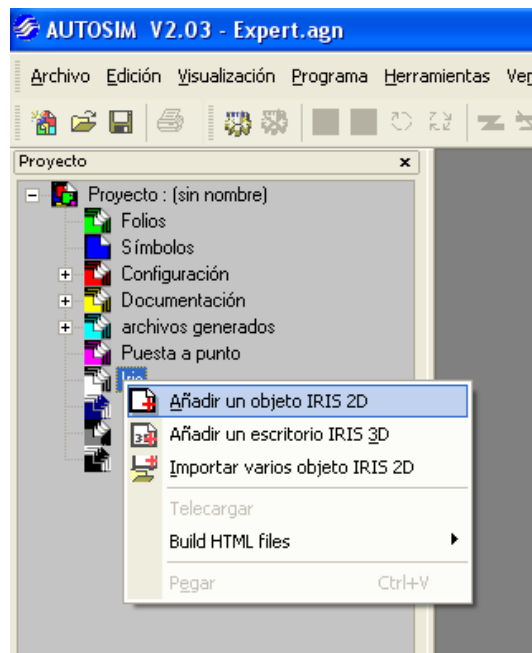 AUTOSIM V2.03 - Expert.agn
Archivo Edición Visualización Programa Herramientas
Proyecto x
Proyecto : (sin nombre)
Folios
Símbolos
Configuración
Documentación
archivos generados
Puesta a punto
Iris
Añadir un objeto IRIS 2D
Añadir un escritorio IRIS 3D
Importar varios objeto IRIS 2D
Telecargar
Build HTML files
Pegar Ctrl+V